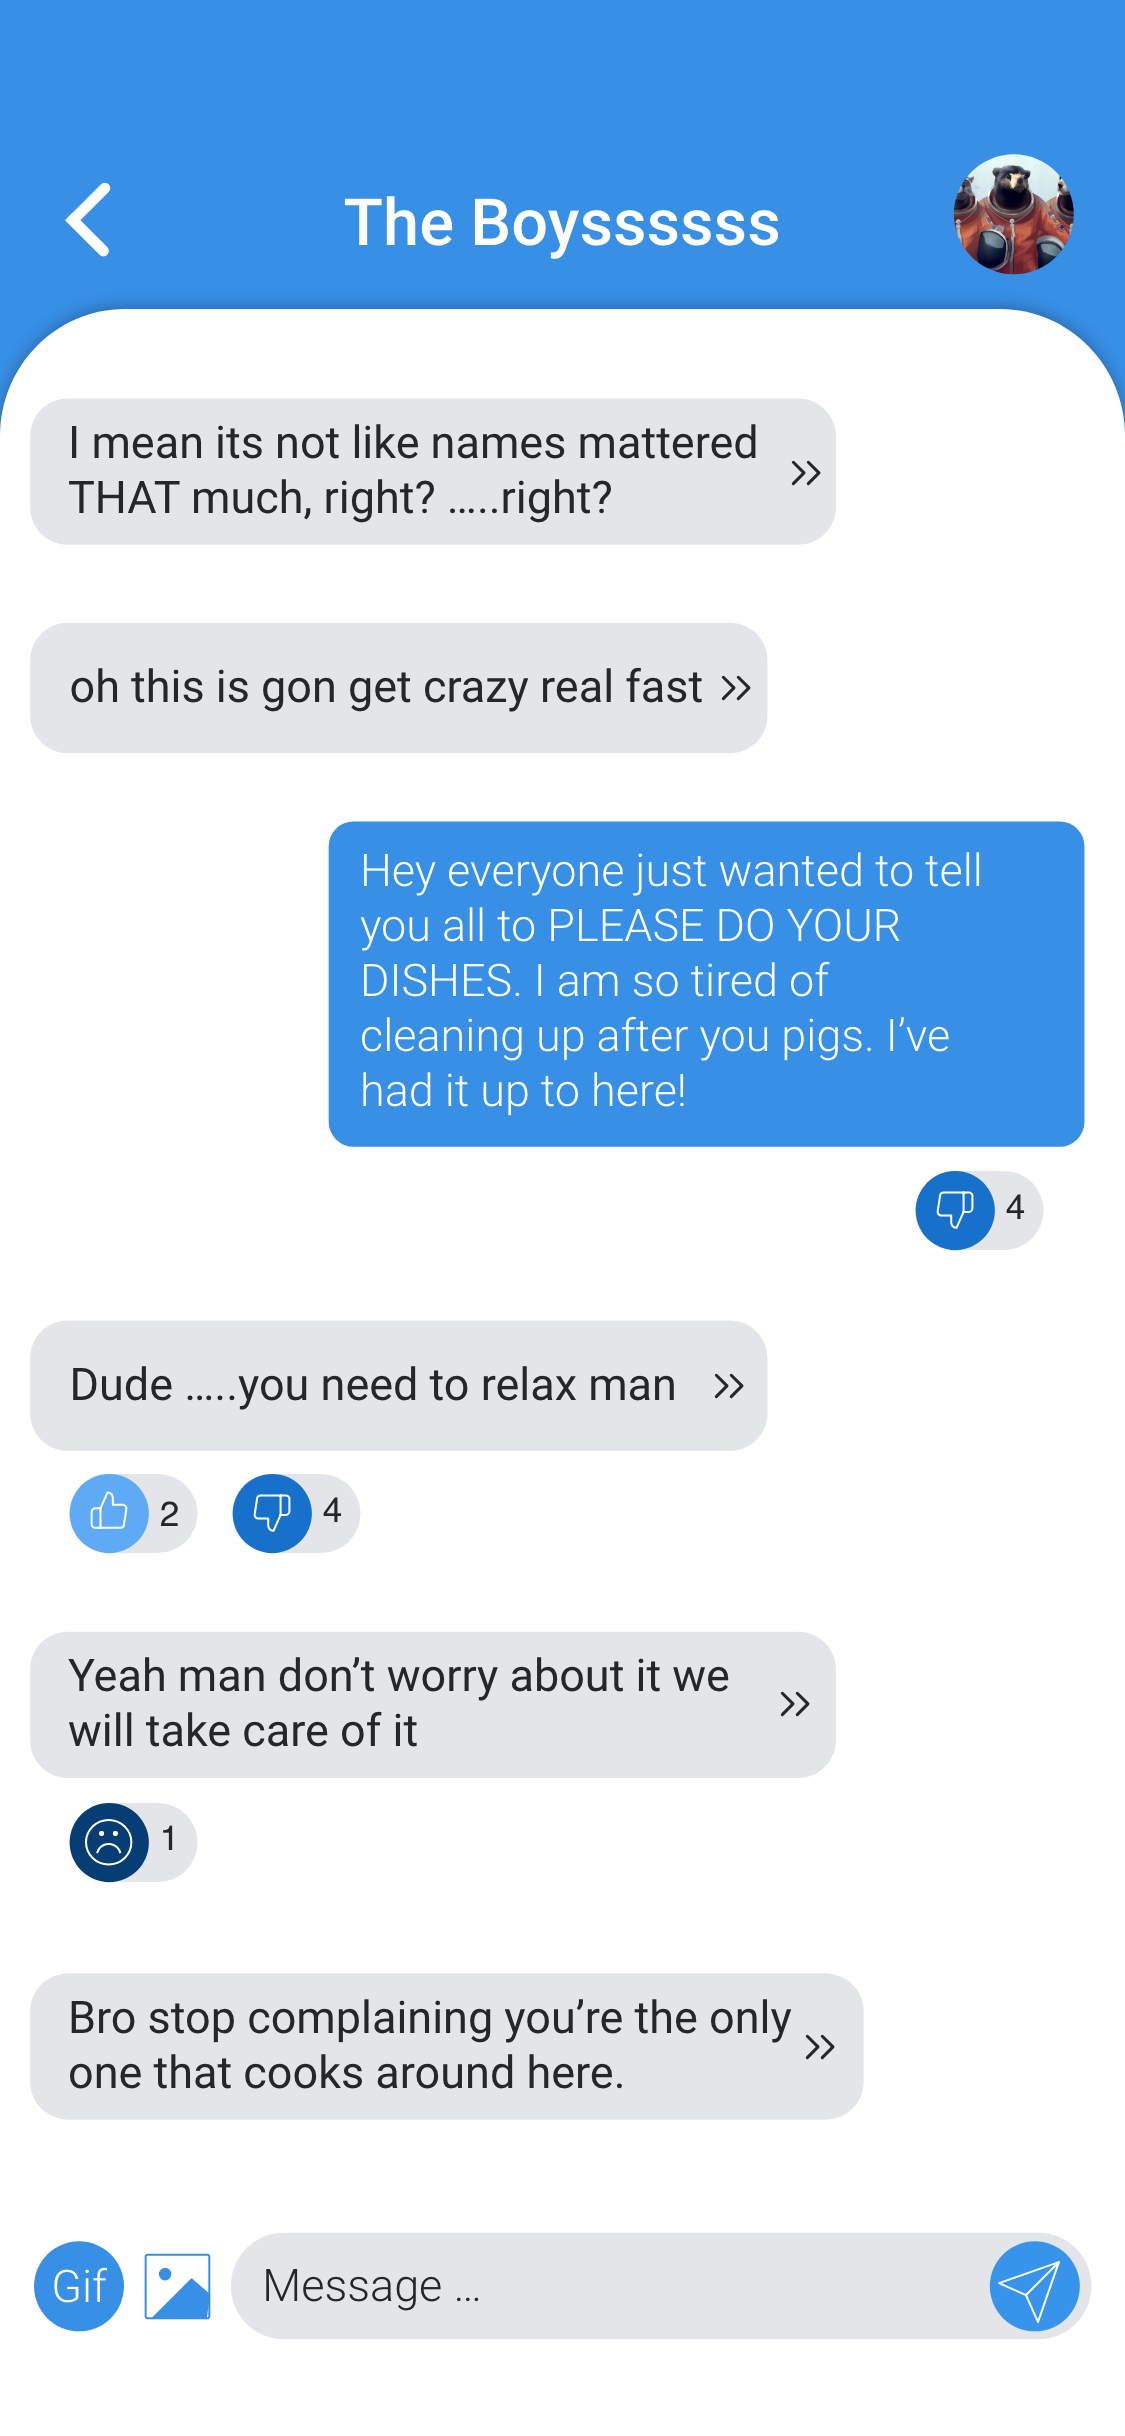 The Boyssssss
I mean its not like names mattered
THAT much, right? .....right?
oh this is gon get crazy real fast
Hey everyone just wanted to tell
you all to PLEASE DO YOUR
DISHES. I am so tired of
cleaning up after you pigs. I’ve
had it up to here!
4
Dude .....you need to relax man
2 4
Yeah man don’t worry about it we
will take care of it
1
Bro stop complaining you’re the only
one that cooks around here.
Gif Message ...